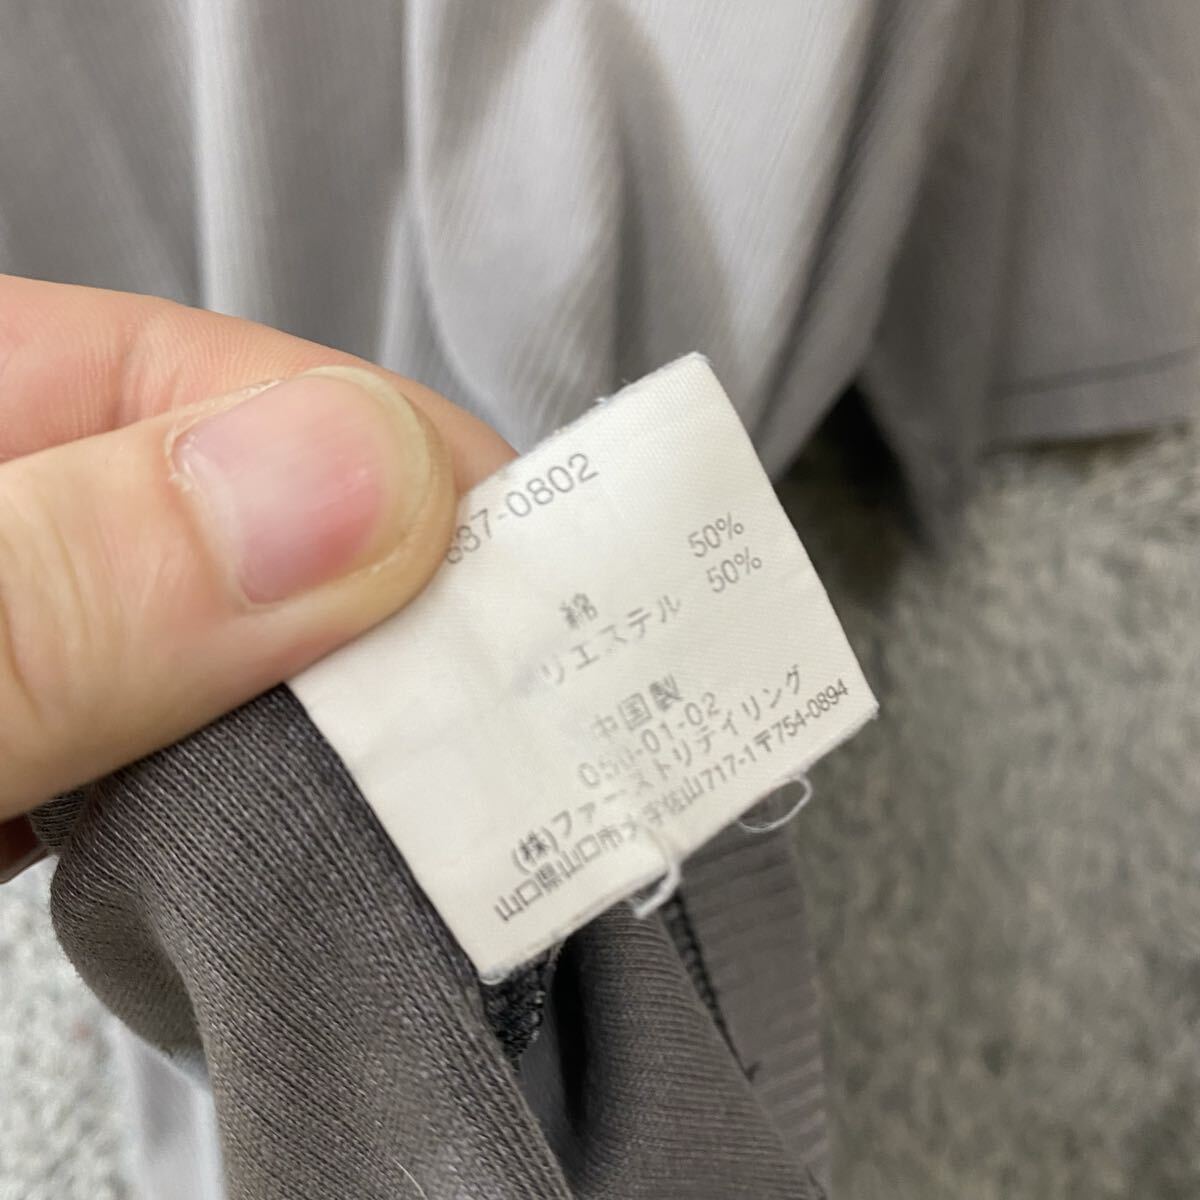 837-0802
綿 50%
リエステル 50%
中国製
050-01-02
(株)ファーストリテイリング
山口県山口市大字佐山717-1〒754-0894